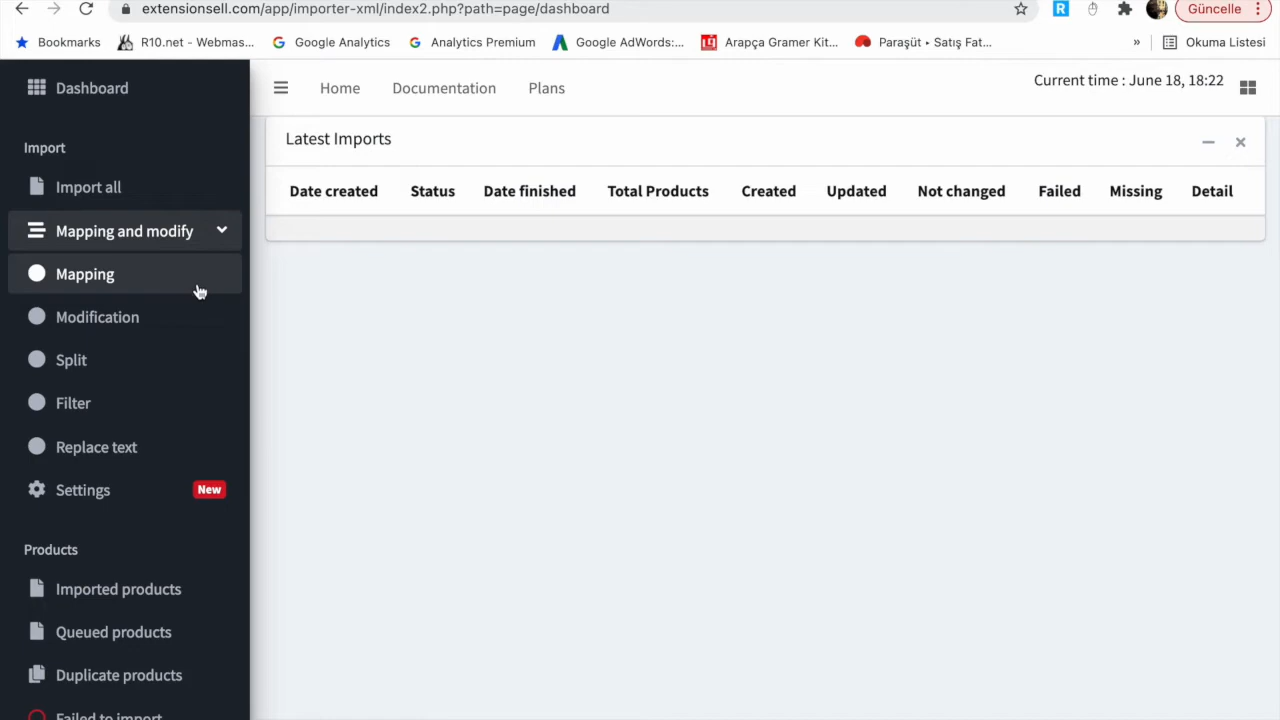 extensionsell.com/app/importer-xml/index2.php?path=page/dashboard
R
Güncelle
Bookmarks
R10.net - Webmas...
Google Analytics
Analytics Premium
Google AdWords:...
Arapça Gramer Kit...
Paraşüt • Satış Fat...
»
Okuma Listesi
Dashboard
Home
Documentation
Plans
Current time : June 18, 18:22
Import
Import all
Mapping and modify
Mapping
Modification
Split
Filter
Replace text
Settings
New
Products
Imported products
Queued products
Duplicate products
Failed to import
Latest Imports
Date created
Status
Date finished
Total Products
Created
Updated
Not changed
Failed
Missing
Detail